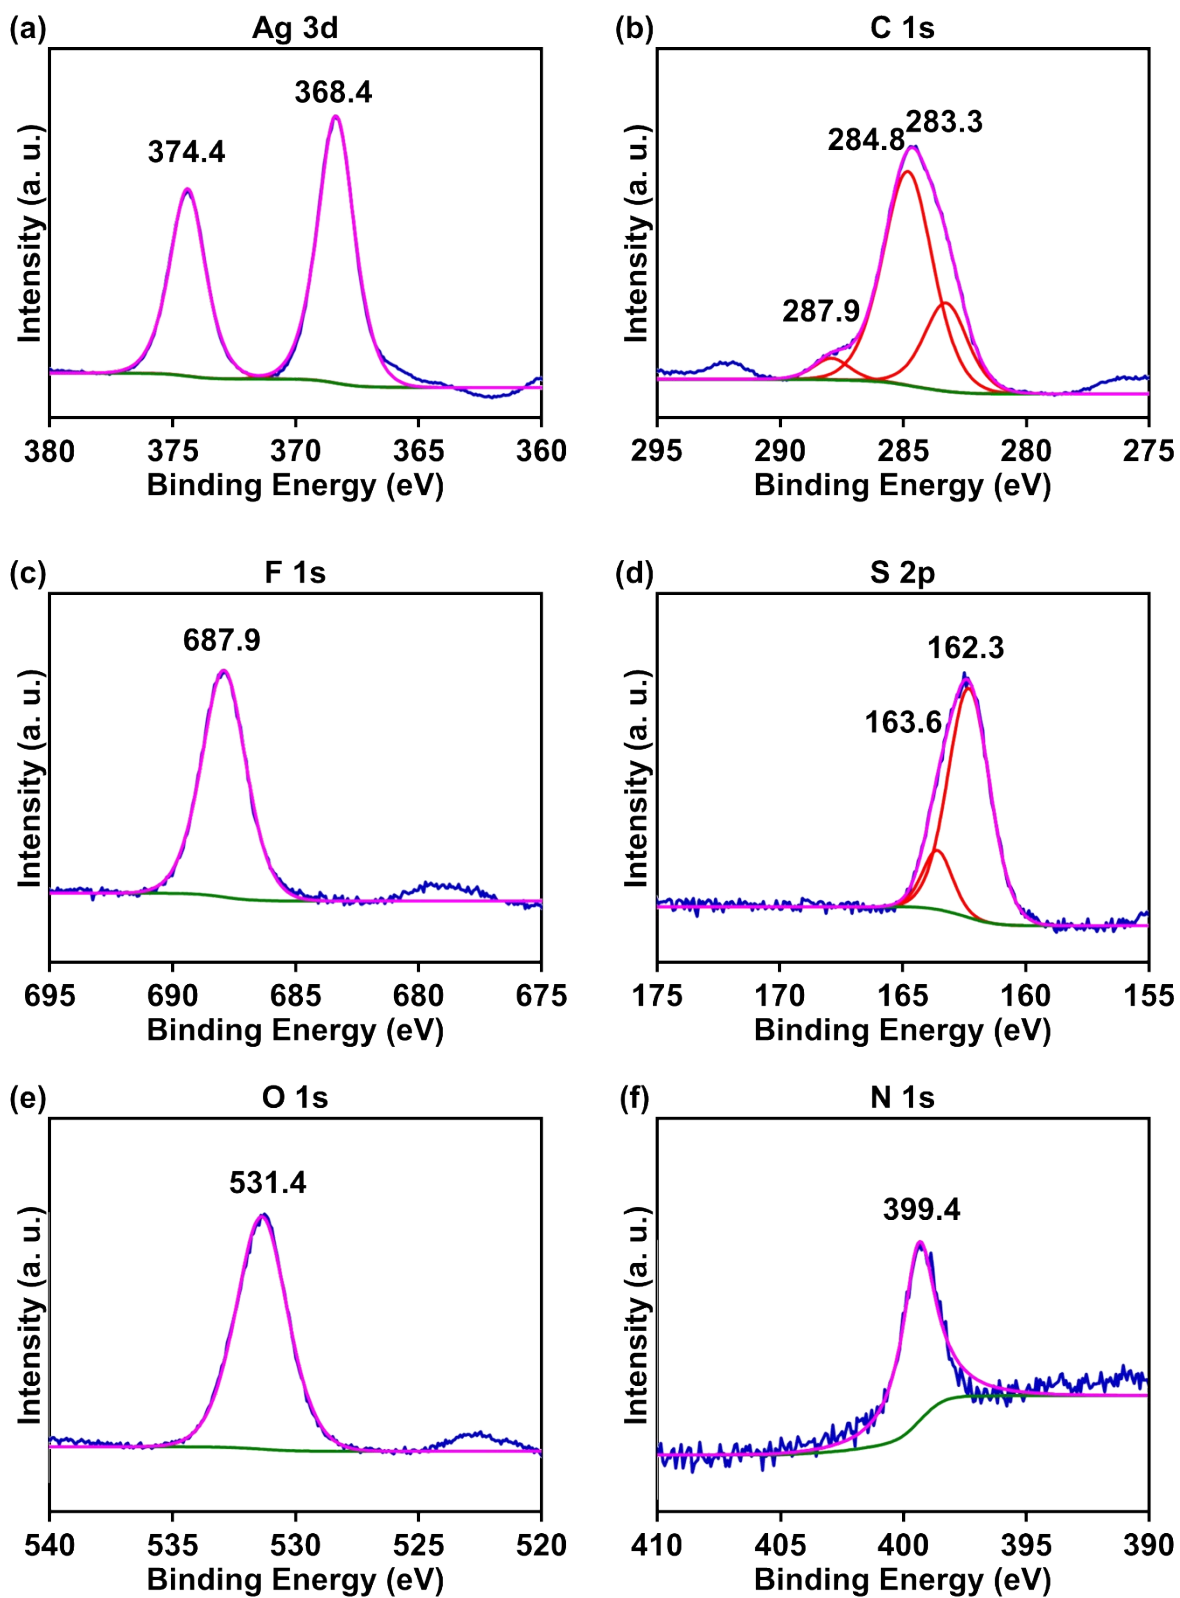 (a) Ag 3d
368.4
374.4
Intensity (a. u.)
380 375 370 365 360
Binding Energy (eV)
(b) C 1s
283.3
284.8
287.9
Intensity (a. u.)
295 290 285 280 275
Binding Energy (eV)
(c) F 1s
687.9
Intensity (a. u.)
695 690 685 680 675
Binding Energy (eV)
(d) S 2p
162.3
163.6
Intensity (a. u.)
175 170 165 160 155
Binding Energy (eV)
(e) O 1s
531.4
Intensity (a. u.)
540 535 530 525 520
Binding Energy (eV)
(f) N 1s
399.4
Intensity (a. u.)
410 405 400 395 390
Binding Energy (eV)